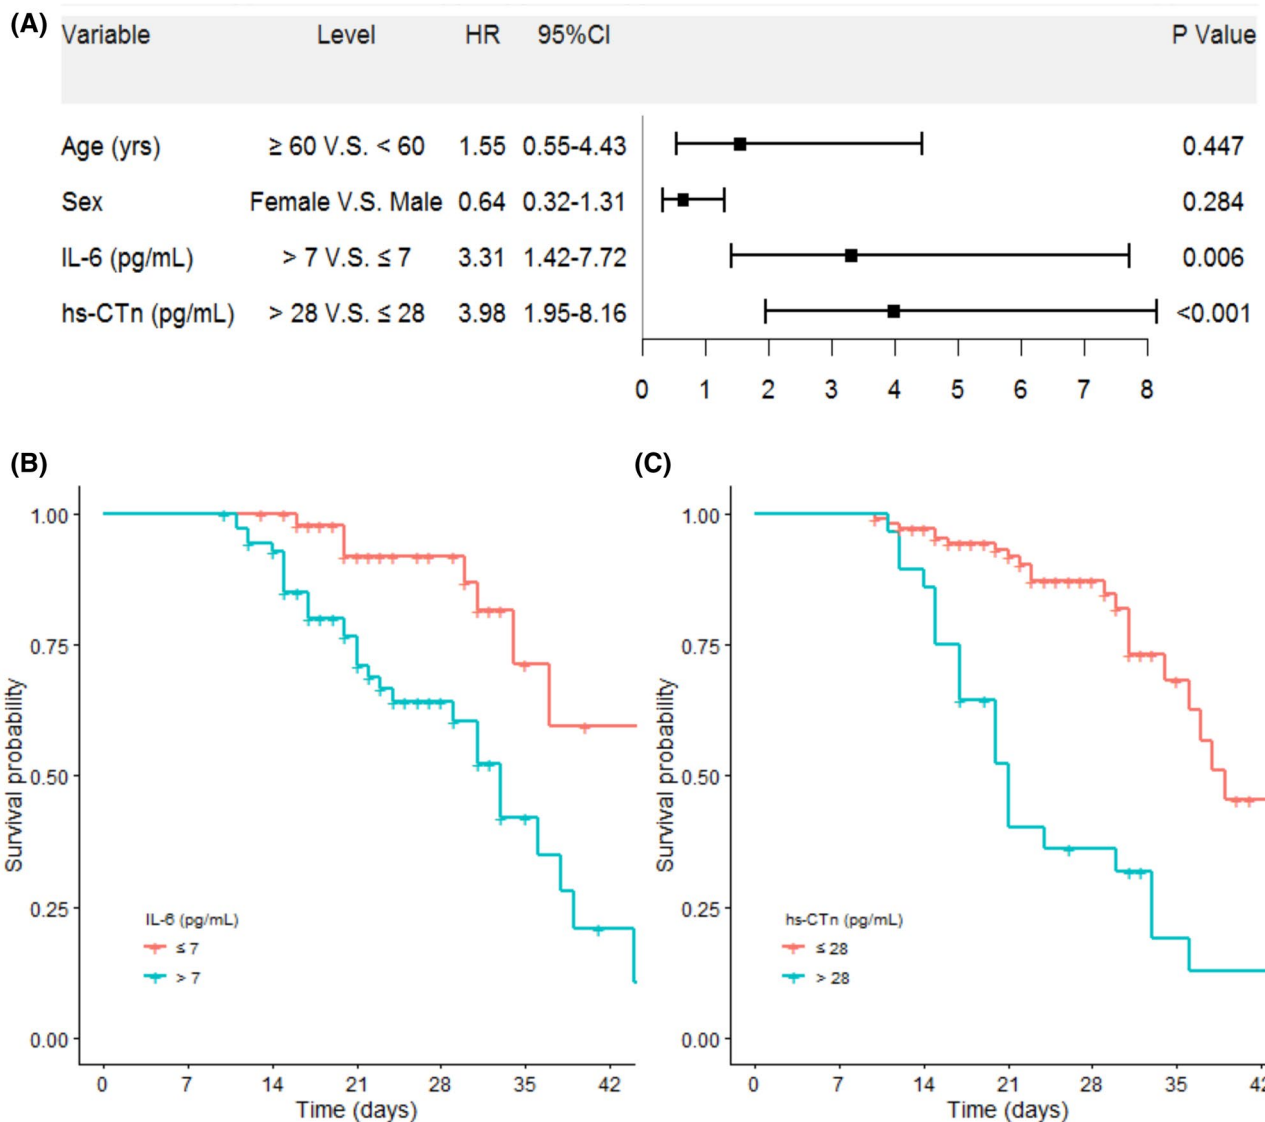 (A)
Variable Level HR 95%CI P Value
Age (yrs) ≥ 60 V.S. < 60 1.55 0.55-4.43 0.447
Sex Female V.S. Male 0.64 0.32-1.31 0.284
IL-6 (pg/mL) > 7 V.S. ≤ 7 3.31 1.42-7.72 0.006
hs-CTn (pg/mL) > 28 V.S. ≤ 28 3.98 1.95-8.16 <0.001
0 1 2 3 4 5 6 7 8
(B)
Survival probability
1.00
0.75
0.50
0.25
0.00
IL-6 (pg/mL)
≤ 7
> 7
0 7 14 21 28 35 42
Time (days)
(C)
Survival probability
1.00
0.75
0.50
0.25
0.00
hs-CTn (pg/mL)
≤ 28
> 28
0 7 14 21 28 35 42
Time (days)